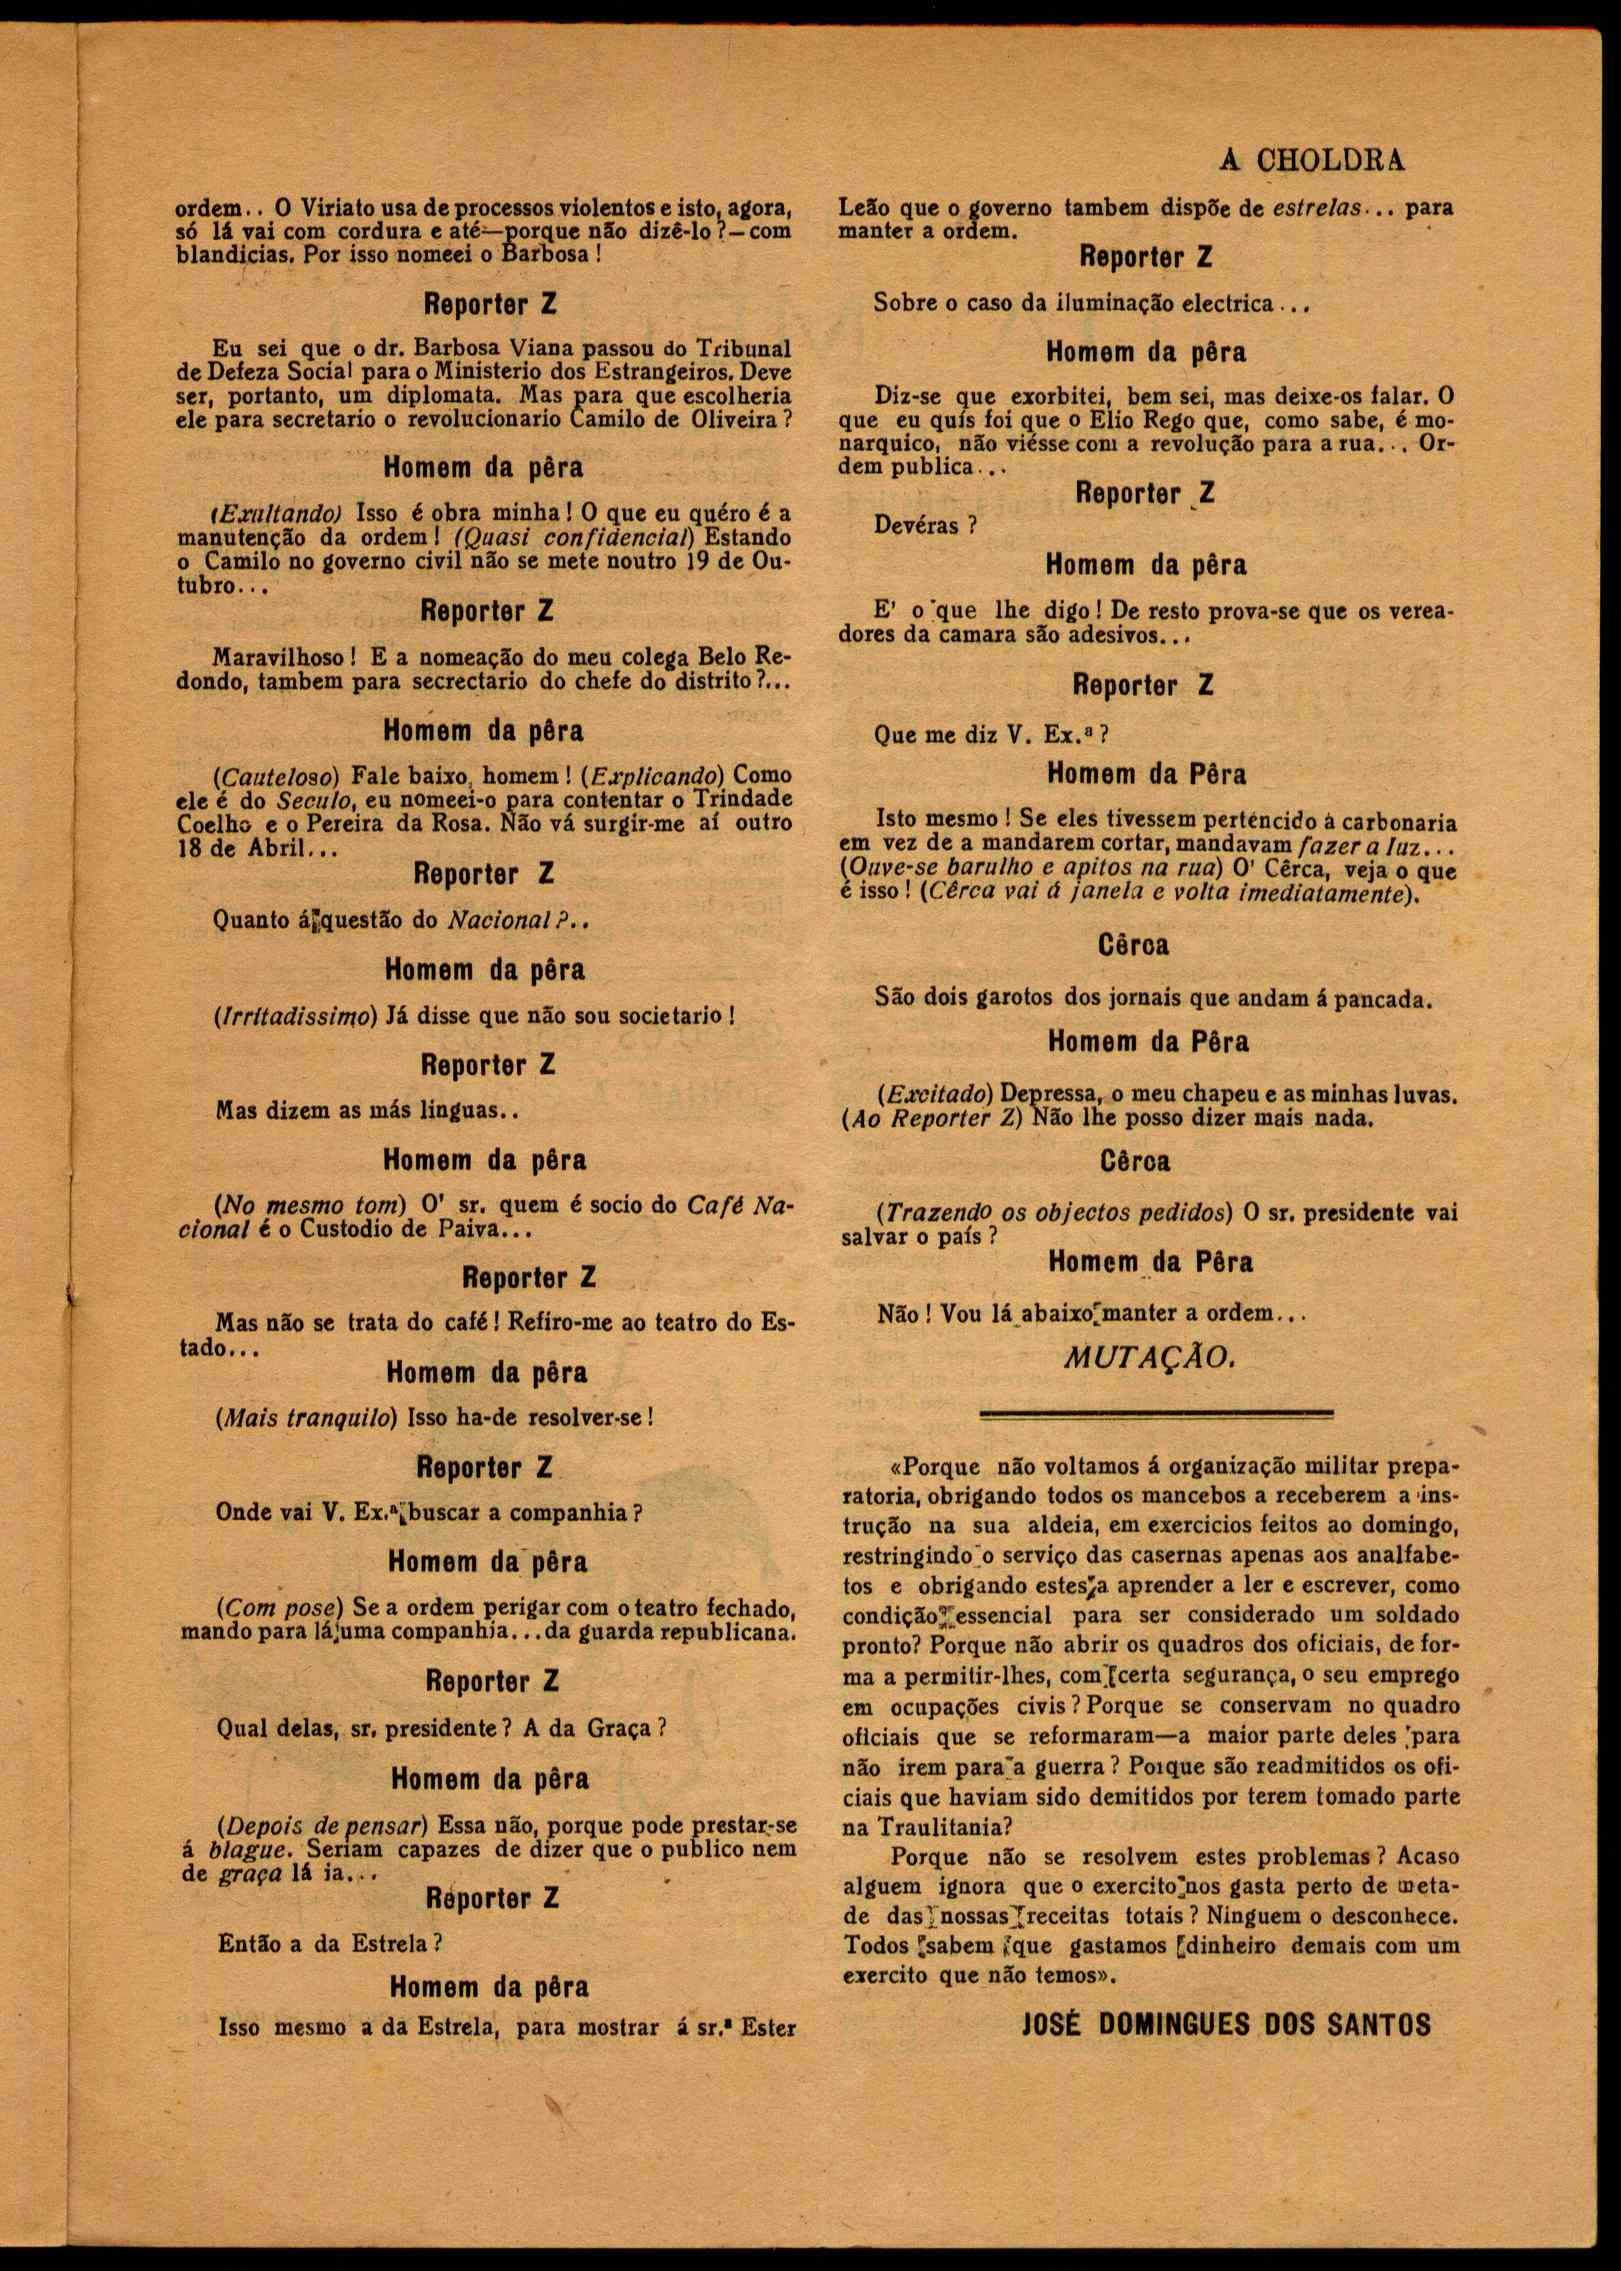 A CHOLDRA
ordem.. O Viriato usa de processos violentos e isto, agora,
só lá vai com cordura e até—porque não dizê-lo?—com
blandicias. Por isso nomeei o Barbosa!
Reporter Z
Eu sei que o dr. Barbosa Viana passou do Tribunal
de Defeza Social para o Ministerio dos Estrangeiros. Deve
ser, portanto, um diplomata. Mas para que escolheria
ele para secretario o revolucionario Camilo de Oliveira?
Homem da pêra
(Exultando) Isso é obra minha! O que eu quéro é a
manutenção da ordem! (Quasi confidencial) Estando
o Camilo no governo civil não se mete noutro 19 de Ou-
tubro...
Reporter Z
Maravilhoso! E a nomeação do meu colega Belo Re-
dondo, tambem para secrectario do chefe do distrito?...
Homem da pêra
(Cauteloso) Fale baixo, homem! (Explicando) Como
ele é do Seculo, eu nomeei-o para contentar o Trindade
Coelho e o Pereira da Rosa. Não vá surgir-me aí outro
18 de Abril...
Reporter Z
Quanto á questão do Nacional?..
Homem da pêra
(Irritadissimo) Já disse que não sou societario!
Reporter Z
Mas dizem as más linguas..
Homem da pêra
(No mesmo tom) O' sr. quem é socio do Café Na-
cional é o Custodio de Paiva...
Reporter Z
Mas não se trata do café! Refiro-me ao teatro do Es-
tado...
Homem da pêra
(Mais tranquilo) Isso ha-de resolver-se!
Reporter Z
Onde vai V. Ex.ª buscar a companhia?
Homem da pêra
(Com pose) Se a ordem perigar com o teatro fechado,
mando para lá uma companhia... da guarda republicana.
Reporter Z
Qual delas, sr. presidente? A da Graça?
Homem da pêra
(Depois de pensar) Essa não, porque pode prestar-se
á blague. Seriam capazes de dizer que o publico nem
de graça lá ia...
Reporter Z
Então a da Estrela?
Homem da pêra
Isso mesmo a da Estrela, para mostrar á sr.ª Ester
Leão que o governo tambem dispõe de estrelas... para
manter a ordem.
Reporter Z
Sobre o caso da iluminação electrica...
Homem da pêra
Diz-se que exorbitei, bem sei, mas deixe-os falar. O
que eu quís foi que o Elio Rego que, como sabe, é mo-
narquico, não viésse com a revolução para a rua... Or-
dem publica...
Reporter Z
Devéras?
Homem da pêra
E' o que lhe digo! De resto prova-se que os verea-
dores da camara são adesivos...
Reporter Z
Que me diz V. Ex.ª?
Homem da Pêra
Isto mesmo! Se eles tivessem pertencido á carbonaria
em vez de a mandarem cortar, mandavam fazer a luz...
(Ouve-se barulho e apitos na rua) O' Cêrca, veja o que
é isso! (Cêrca vai á janela e volta imediatamente).
Cêrca
São dois garotos dos jornais que andam á pancada.
Homem da Pêra
(Excitado) Depressa, o meu chapeu e as minhas luvas.
(Ao Reporter Z) Não lhe posso dizer mais nada.
Cêrca
(Trazendo os objectos pedidos) O sr. presidente vai
salvar o país?
Homem da Pêra
Não! Vou lá abaixo manter a ordem...
MUTAÇÃO.
«Porque não voltamos á organização militar prepa-
ratoria, obrigando todos os mancebos a receberem a ins-
trução na sua aldeia, em exercicios feitos ao domingo,
restringindo o serviço das casernas apenas aos analfabe-
tos e obrigando estes a aprender a ler e escrever, como
condição essencial para ser considerado um soldado
pronto? Porque não abrir os quadros dos oficiais, de for-
ma a permitir-lhes, com certa segurança, o seu emprego
em ocupações civis? Porque se conservam no quadro
oficiais que se reformaram—a maior parte deles para
não irem para a guerra? Porque são readmitidos os ofi-
ciais que haviam sido demitidos por terem tomado parte
na Traulitania?
Porque não se resolvem estes problemas? Acaso
alguem ignora que o exercito nos gasta perto de meta-
de das nossas receitas totais? Ninguem o desconhece.
Todos sabem que gastamos dinheiro demais com um
exercito que não temos».
JOSÉ DOMINGUES DOS SANTOS